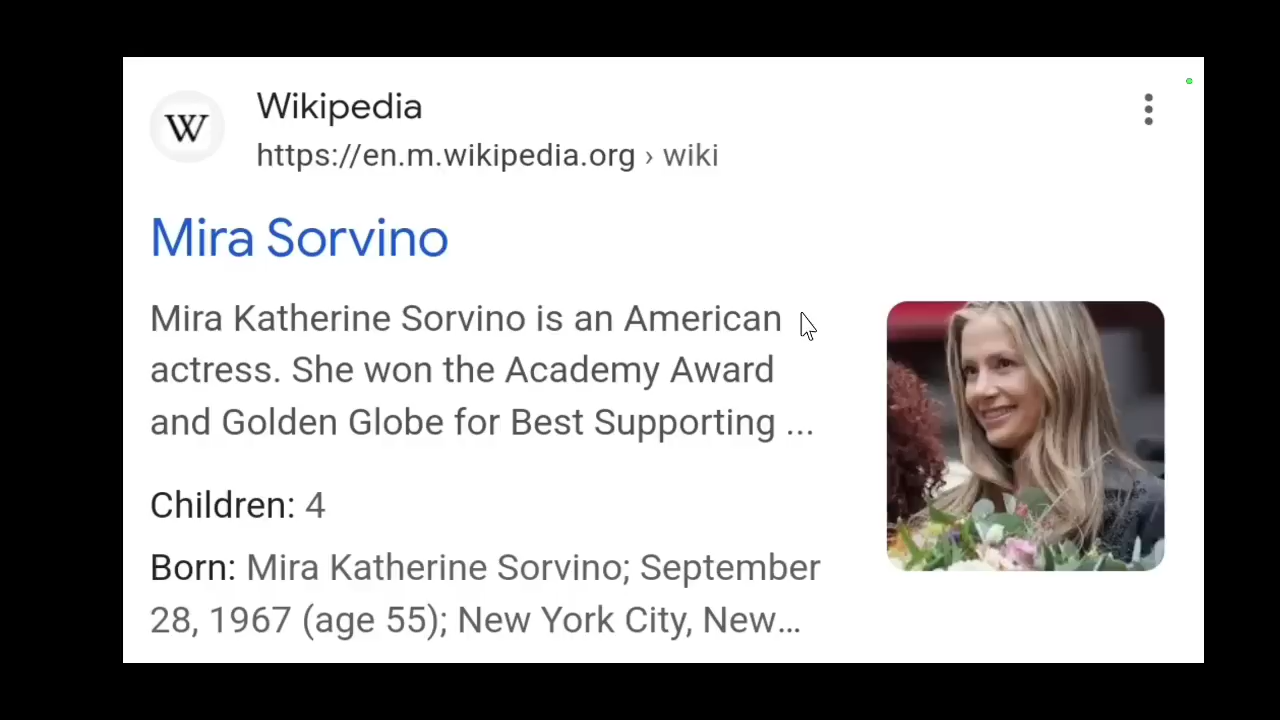 W
Wikipedia
https://en.m.wikipedia.org › wiki
Mira Sorvino
Mira Katherine Sorvino is an American
actress. She won the Academy Award
and Golden Globe for Best Supporting ...
Children: 4
Born: Mira Katherine Sorvino; September
28, 1967 (age 55); New York City, New...